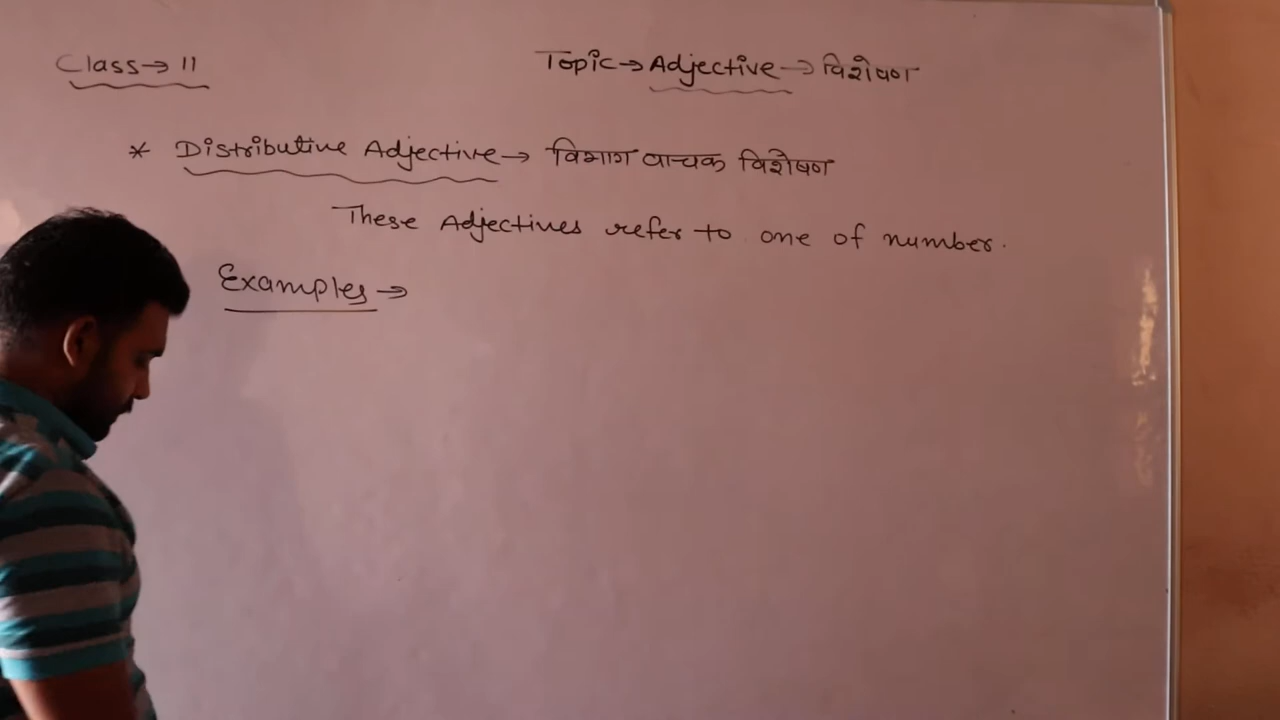 Class→ 11
Topic→ Adjective → विशेषण
* Distributive Adjective→ विभाग वाचक विशेषण
These Adjectives refer to one of number.
Examples→